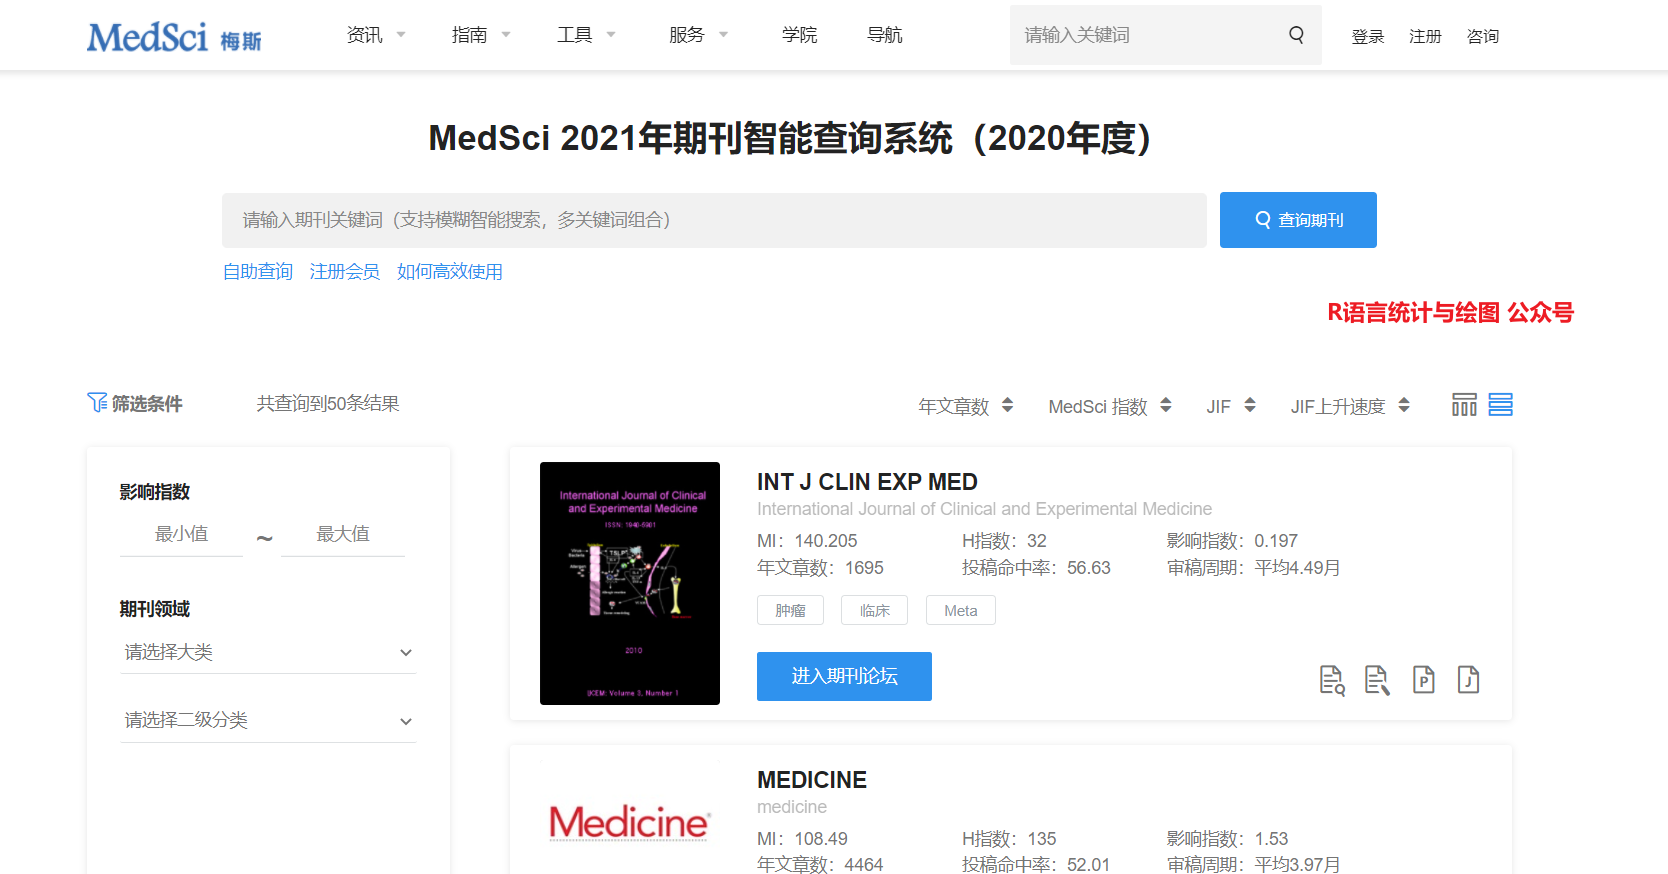 MedSci 梅斯 资讯 指南 工具 服务 学院 导航 请输入关键词 登录 注册 咨询
MedSci 2021年期刊智能查询系统（2020年度）
请输入期刊关键词（支持模糊智能搜索，多关键词组合） 查询期刊
自助查询 注册会员 如何高效使用
R语言统计与绘图 公众号
筛选条件 共查询到50条结果 年文章数 MedSci 指数 JIF JIF上升速度
影响指数
最小值 ~ 最大值
期刊领域
请选择大类
请选择二级分类
International Journal of Clinical
and Experimental Medicine
ISSN: 1940-5901
TSLP
2010
IJCEM: Volume 3, Number 1
INT J CLIN EXP MED
International Journal of Clinical and Experimental Medicine
MI：140.205 H指数：32 影响指数：0.197
年文章数：1695 投稿命中率：56.63 审稿周期：平均4.49月
肿瘤 临床 Meta
进入期刊论坛
P J
Medicine
MEDICINE
medicine
MI：108.49 H指数：135 影响指数：1.53
年文章数：4464 投稿命中率：52.01 审稿周期：平均3.97月